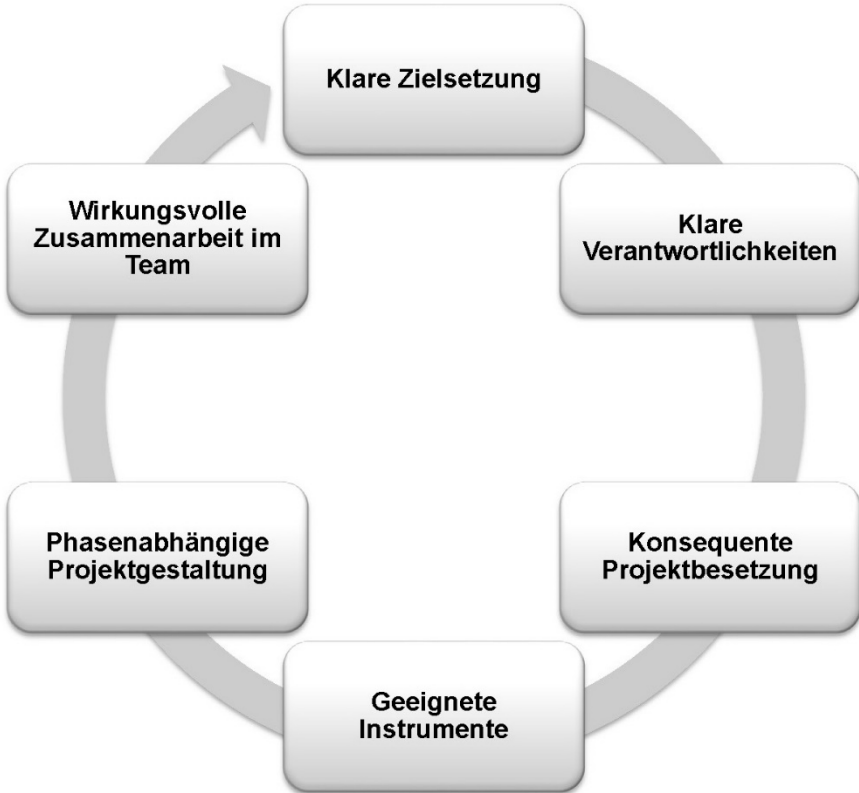 Klare Zielsetzung
Klare
Verantwortlichkeiten
Konsequente
Projektbesetzung
Geeignete
Instrumente
Phasenabhängige
Projektgestaltung
Wirkungsvolle
Zusammenarbeit im
Team